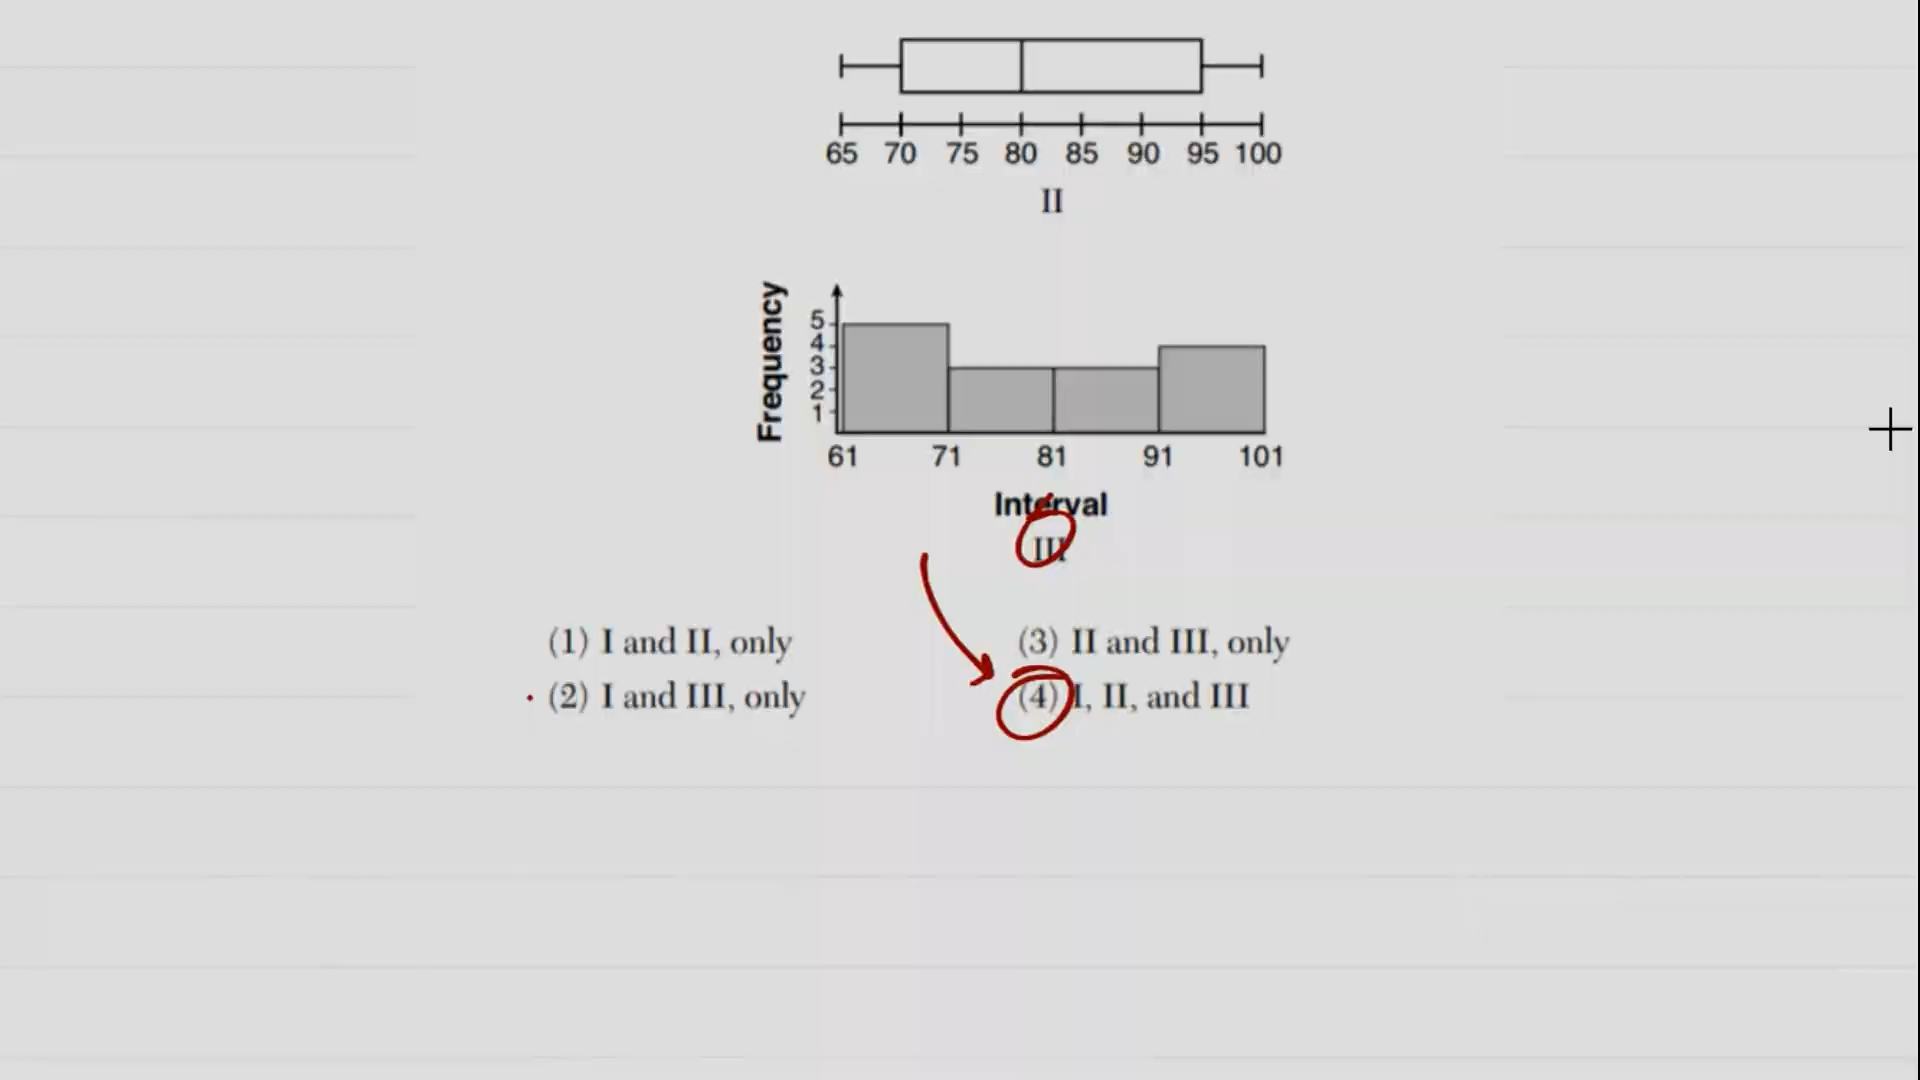 65 70 75 80 85 90 95 100
II
Frequency
5
4
3
2
1
61 71 81 91 101
Interval
III
(1) I and II, only
(3) II and III, only
(2) I and III, only
(4) I, II, and III